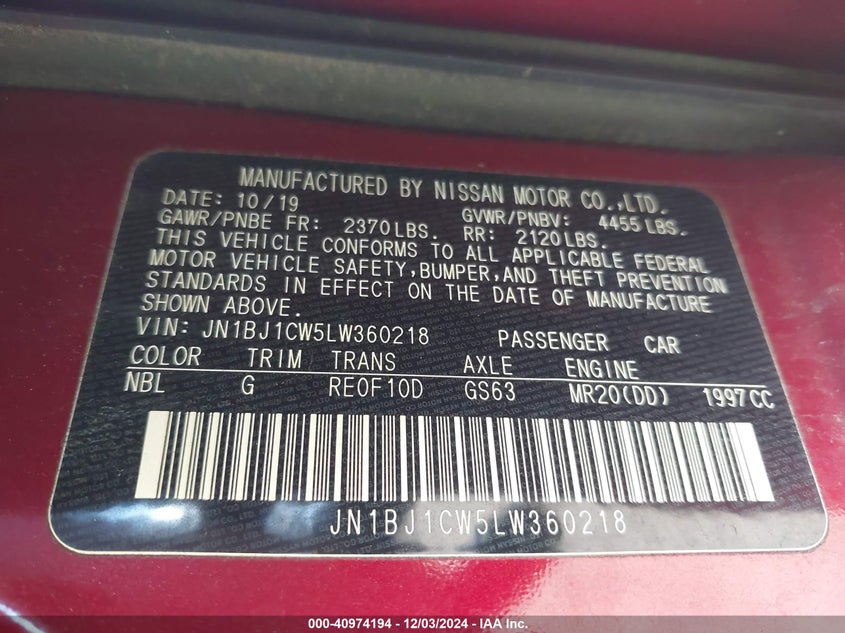 MANUFACTURED BY NISSAN MOTOR CO.,LTD.
DATE: 10/19 GVWR/PNBV: 4455LBS.
GAWR/PNBE FR: 2370LBS. RR: 2120LBS.
THIS VEHICLE CONFORMS TO ALL APPLICABLE FEDERAL
MOTOR VEHICLE SAFETY,BUMPER,AND THEFT PREVENTION
STANDARDS IN EFFECT ON THE DATE OF MANUFACTURE
SHOWN ABOVE.
VIN: JN1BJ1CW5LW360218 PASSENGER CAR
COLOR TRIM TRANS AXLE ENGINE
NBL G RE0F10D GS63 MR20(DD) 1997CC
JN1BJ1CW5LW360218
000-40974194 - 12/03/2024 - IAA Inc.